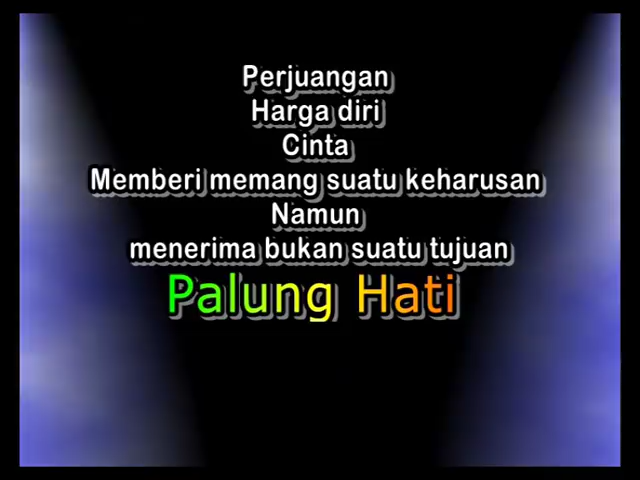 Perjuangan
Harga diri
Cinta
Memberi memang suatu keharusan
Namun
menerima bukan suatu tujuan
Palung Hati